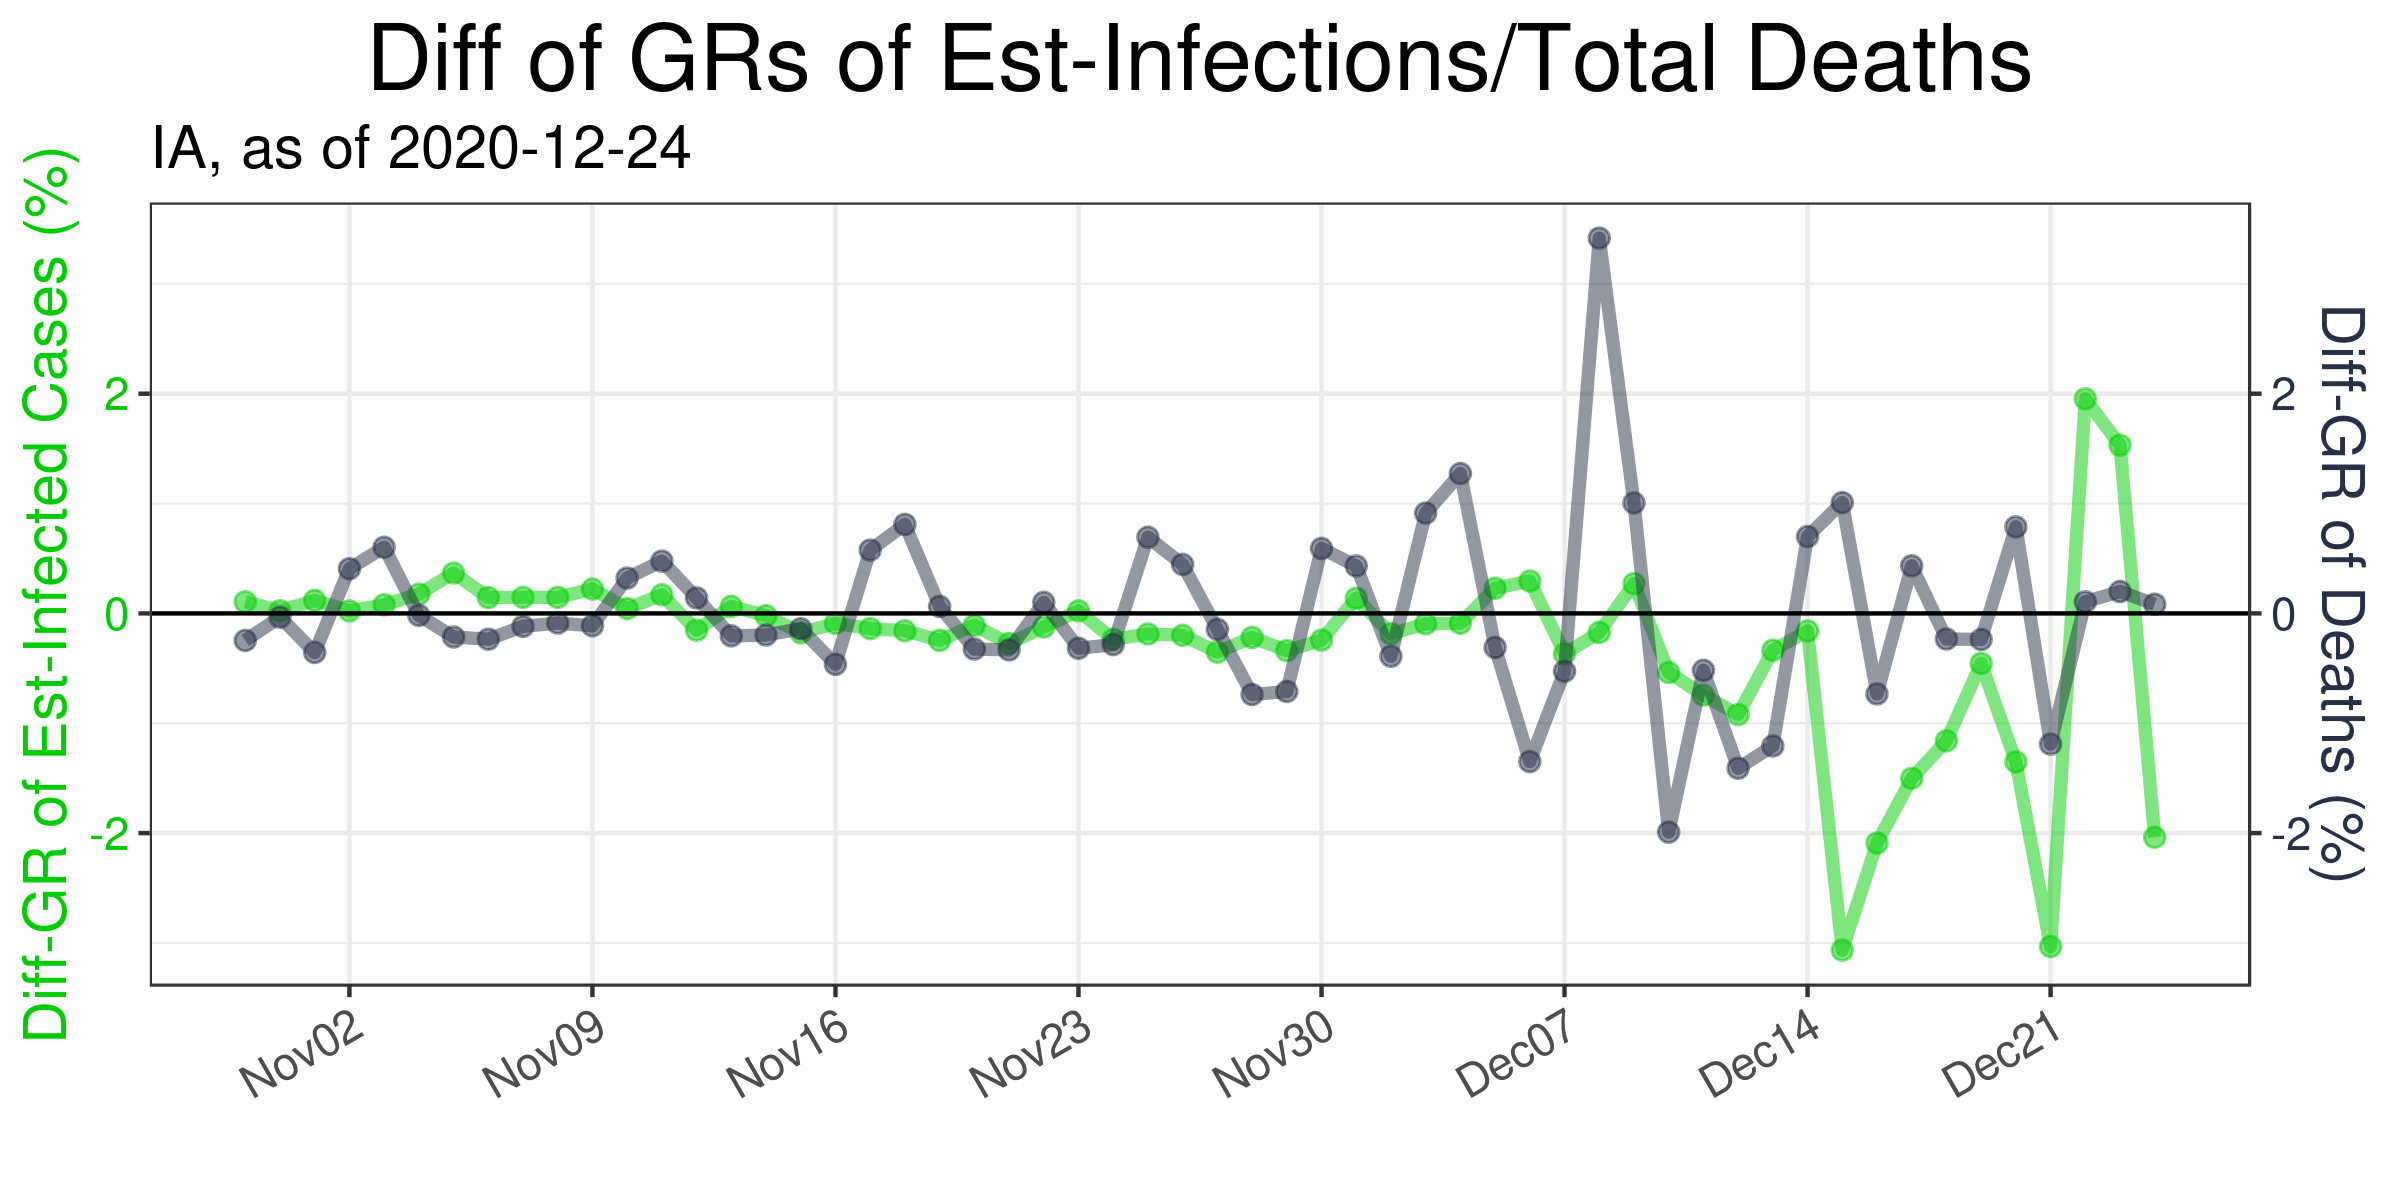 Diff of GRs of Est-Infections/Total Deaths
IA, as of 2020-12-24
Diff-GR of Est-Infected Cases (%)
2
0
-2
2
0
-2
Diff-GR of Deaths (%)
Nov02
Nov09
Nov16
Nov23
Nov30
Dec07
Dec14
Dec21